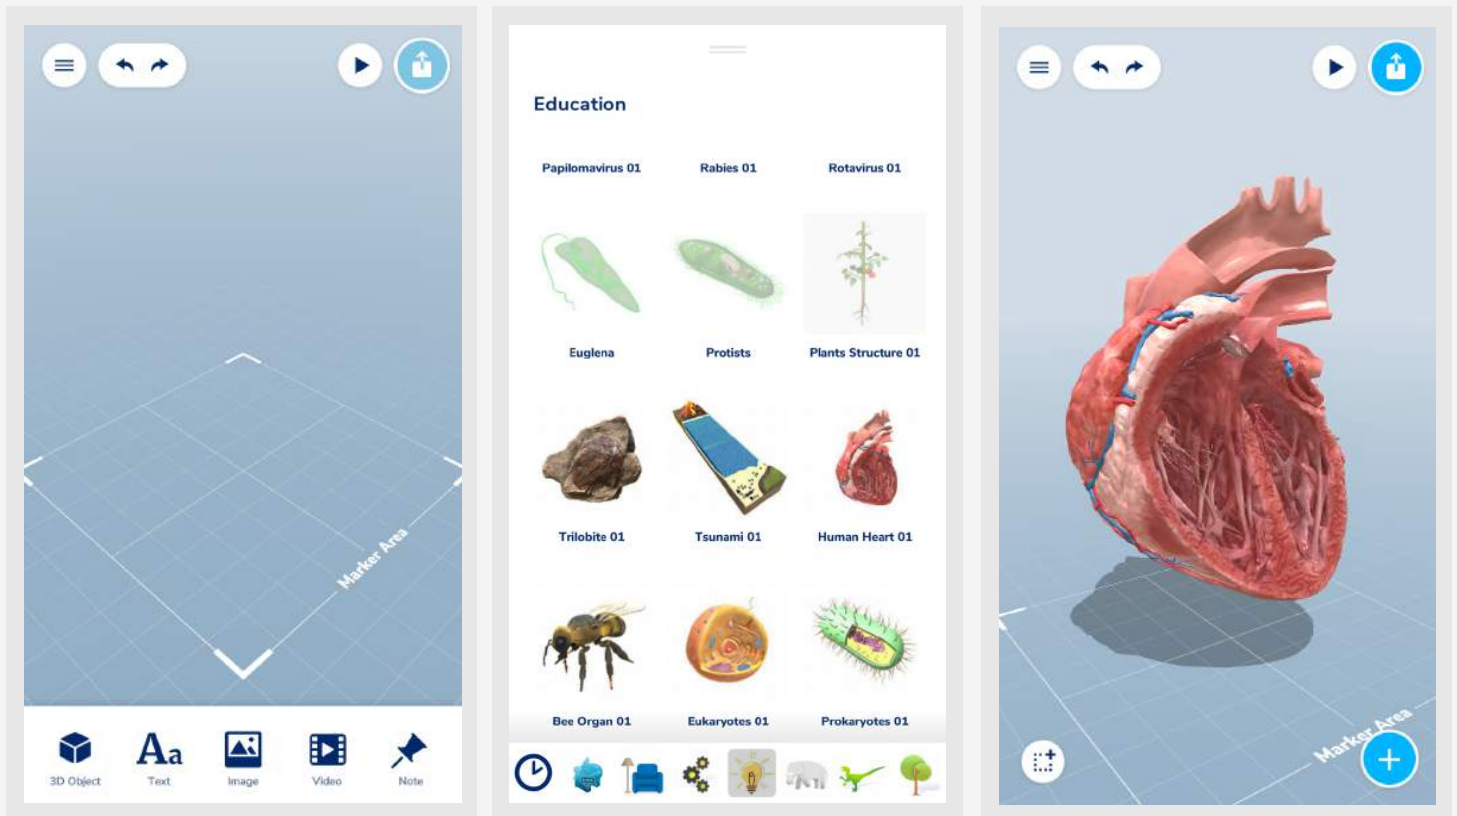 Marker Area
3D Object
Aa
Text
Image
Video
Note
Education
Papilomavirus 01
Rabies 01
Rotavirus 01
Euglena
Protists
Plants Structure 01
Trilobite 01
Tsunami 01
Human Heart 01
Bee Organ 01
Eukaryotes 01
Prokaryotes 01
Marker Area